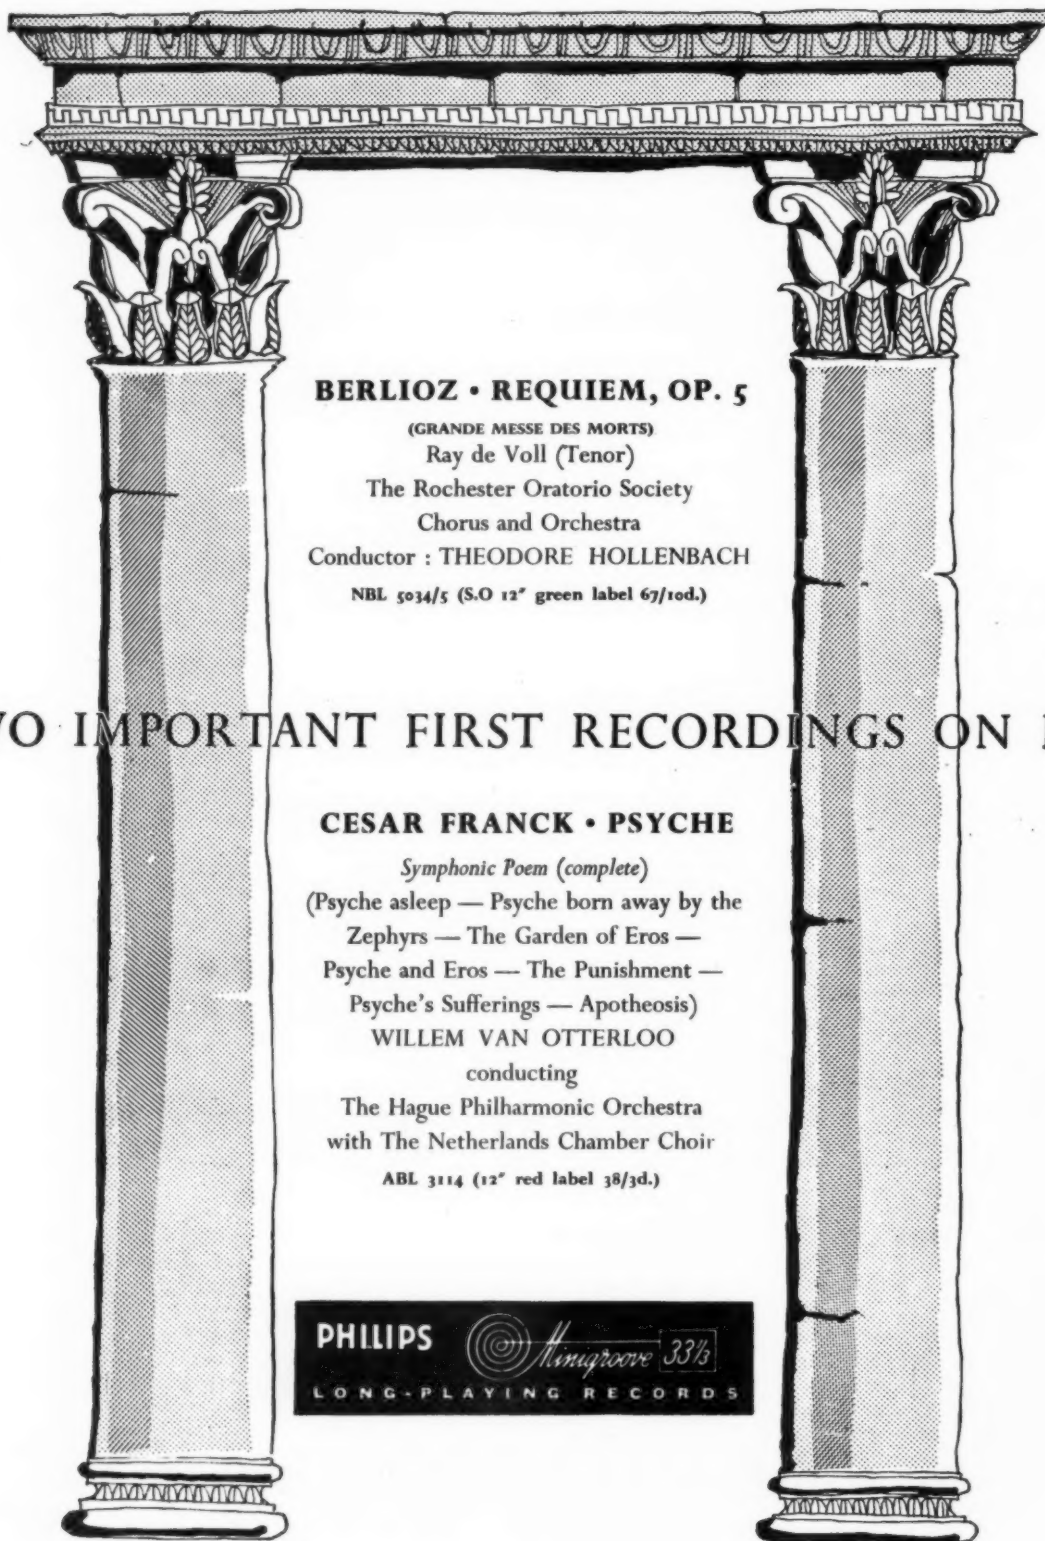 BERLIOZ • REQUIEM, OP. 5
(GRANDE MESSE DES MORTS)
Ray de Voll (Tenor)
The Rochester Oratorio Society
Chorus and Orchestra
Conductor : THEODORE HOLLENBACH
NBL 5034/5 (S.O 12" green label 67/10d.)
IMPORTANT FIRST RECORDINGS ON
CESAR FRANCK • PSYCHE
Symphonic Poem (complete)
(Psyche asleep — Psyche born away by the
Zephyrs — The Garden of Eros —
Psyche and Eros — The Punishment —
Psyche's Sufferings — Apotheosis)
WILLEM VAN OTTERLOO
conducting
The Hague Philharmonic Orchestra
with The Netherlands Chamber Choir
ABL 3114 (12" red label 38/3d.)
PHILIPS Minigroove 33⅓
LONG-PLAYING RECORDS